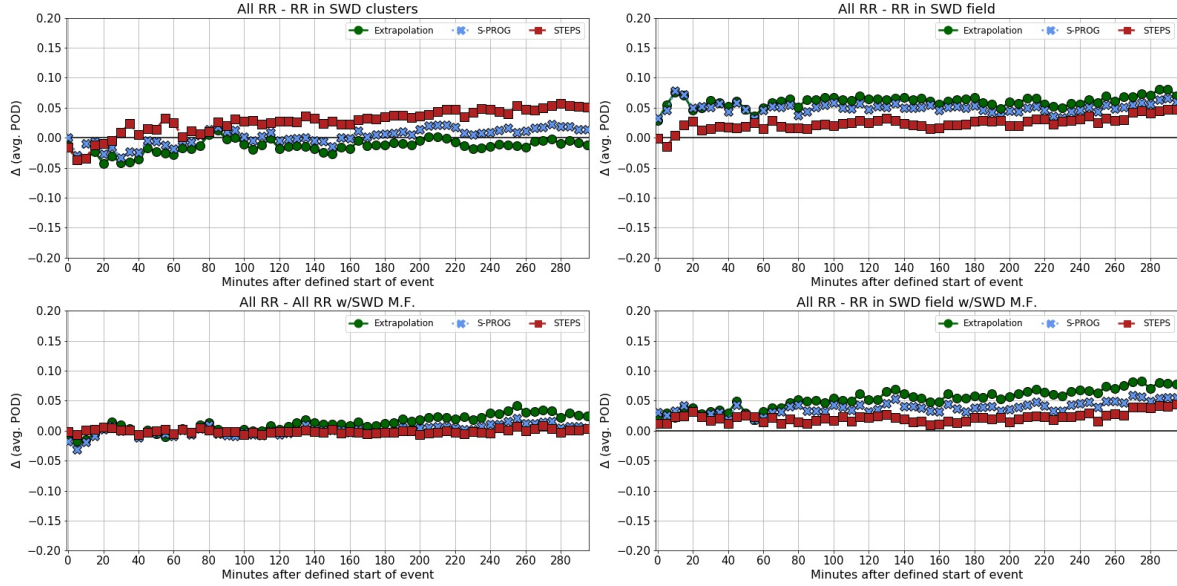 All RR - RR in SWD clusters
Extrapolation S-PROG STEPS
Δ (avg. POD)
0.20
0.15
0.10
0.05
0.00
−0.05
−0.10
−0.15
−0.20
0 20 40 60 80 100 120 140 160 180 200 220 240 260 280
Minutes after defined start of event
All RR - RR in SWD field
Extrapolation S-PROG STEPS
Δ (avg. POD)
0.20
0.15
0.10
0.05
0.00
−0.05
−0.10
−0.15
−0.20
0 20 40 60 80 100 120 140 160 180 200 220 240 260 280
Minutes after defined start of event
All RR - All RR w/SWD M.F.
Extrapolation S-PROG STEPS
Δ (avg. POD)
0.20
0.15
0.10
0.05
0.00
−0.05
−0.10
−0.15
−0.20
0 20 40 60 80 100 120 140 160 180 200 220 240 260 280
Minutes after defined start of event
All RR - RR in SWD field w/SWD M.F.
Extrapolation S-PROG STEPS
Δ (avg. POD)
0.20
0.15
0.10
0.05
0.00
−0.05
−0.10
−0.15
−0.20
0 20 40 60 80 100 120 140 160 180 200 220 240 260 280
Minutes after defined start of event